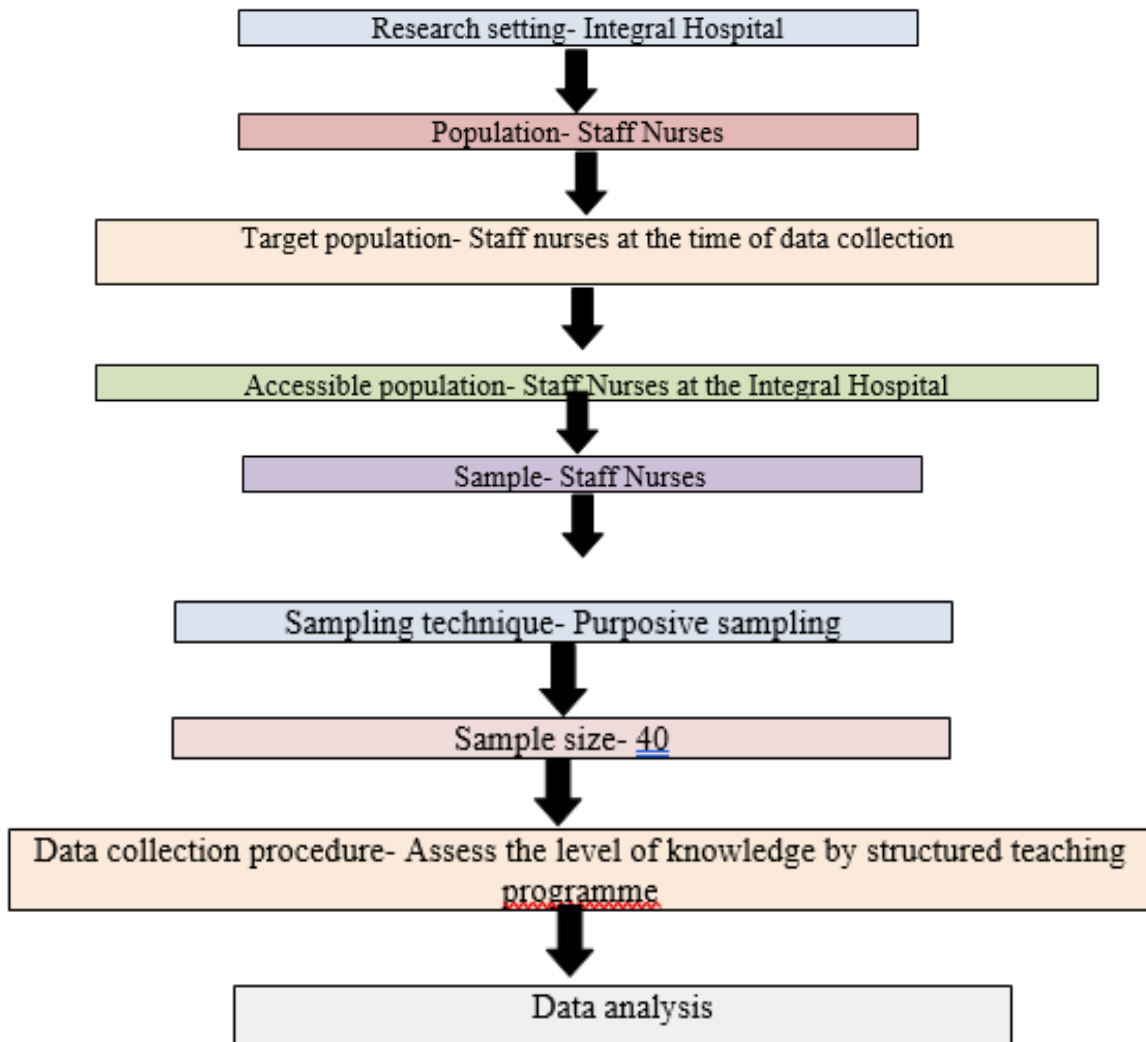 Research setting- Integral Hospital
Population- Staff Nurses
Target population- Staff nurses at the time of data collection
Accessible population- Staff Nurses at the Integral Hospital
Sample- Staff Nurses
Sampling technique- Purposive sampling
Sample size- 40
Data collection procedure- Assess the level of knowledge by structured teaching
programme
Data analysis